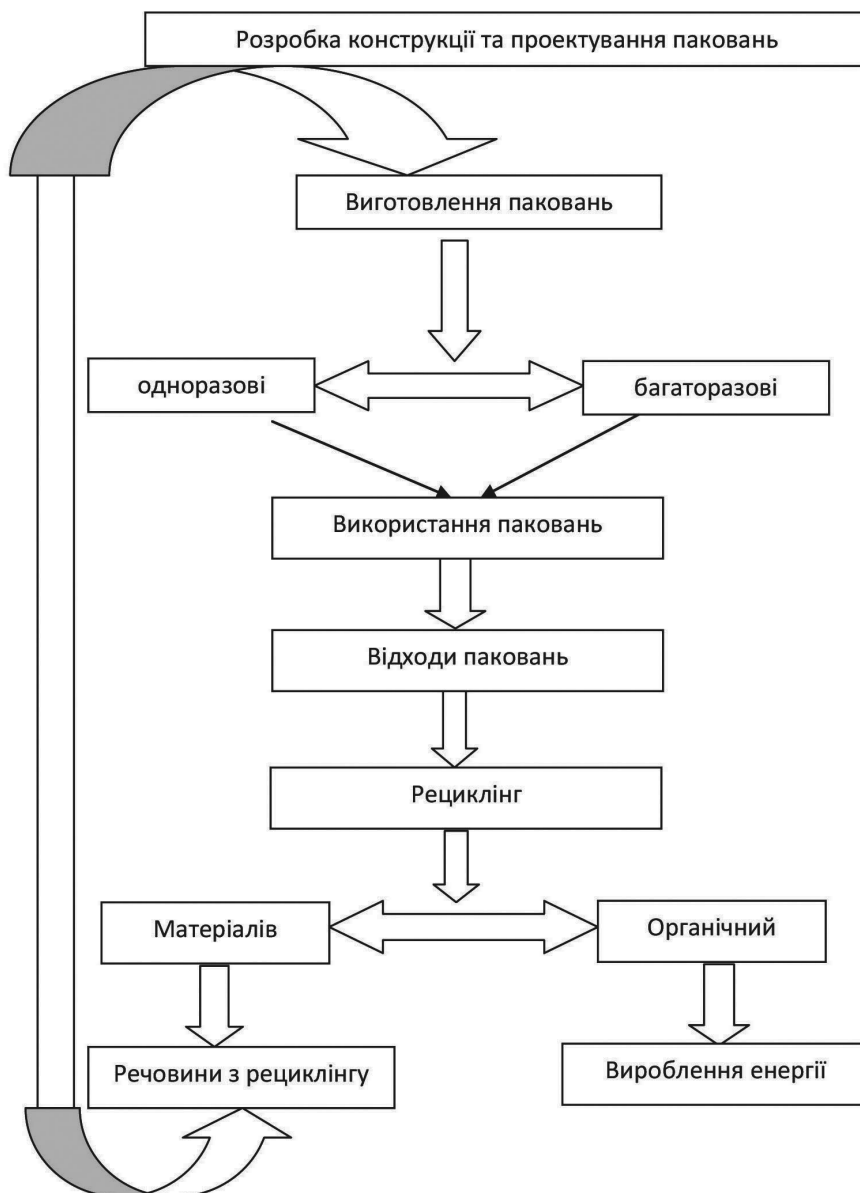 Розробка конструкції та проектування паковань
Виготовлення паковань
одноразові
багаторазові
Використання паковань
Відходи паковань
Рециклінг
Матеріалів
Органічний
Речовини з рециклінгу
Вироблення енергії